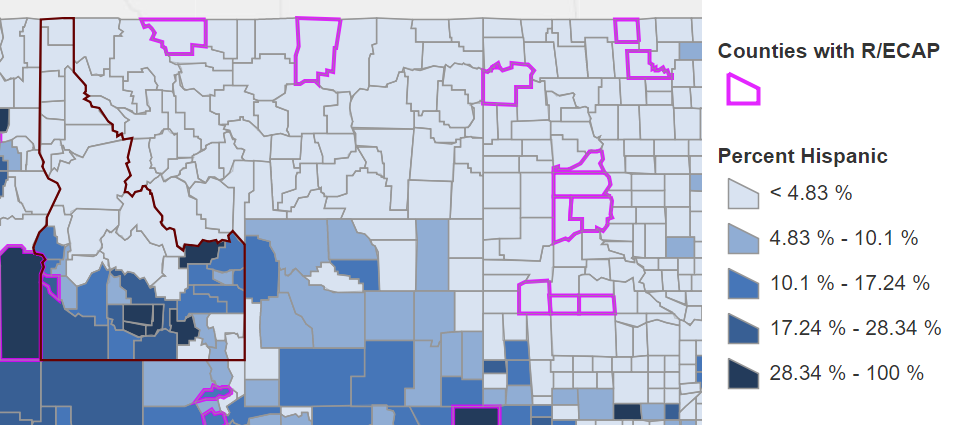 Counties with R/ECAP
Percent Hispanic
< 4.83 %
4.83 % - 10.1 %
10.1 % - 17.24 %
17.24 % - 28.34 %
28.34 % - 100 %